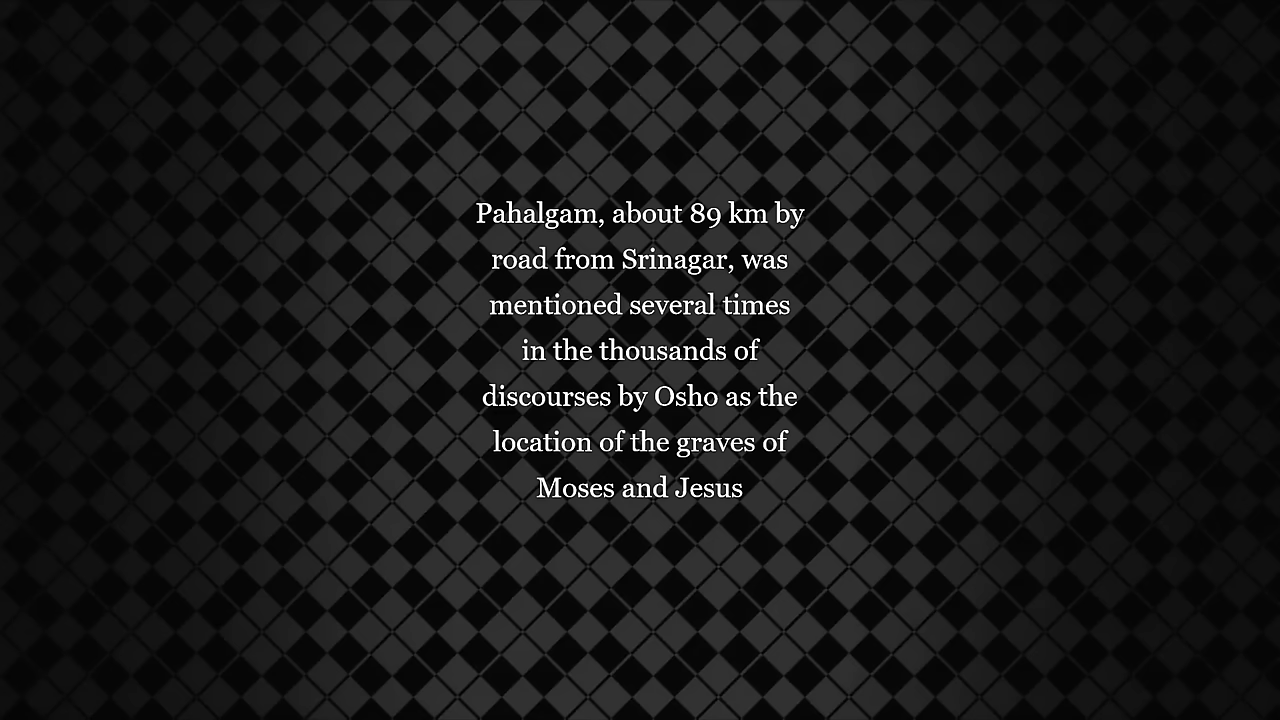 Pahalgam, about 89 km by
road from Srinagar, was
mentioned several times
in the thousands of
discourses by Osho as the
location of the graves of
Moses and Jesus